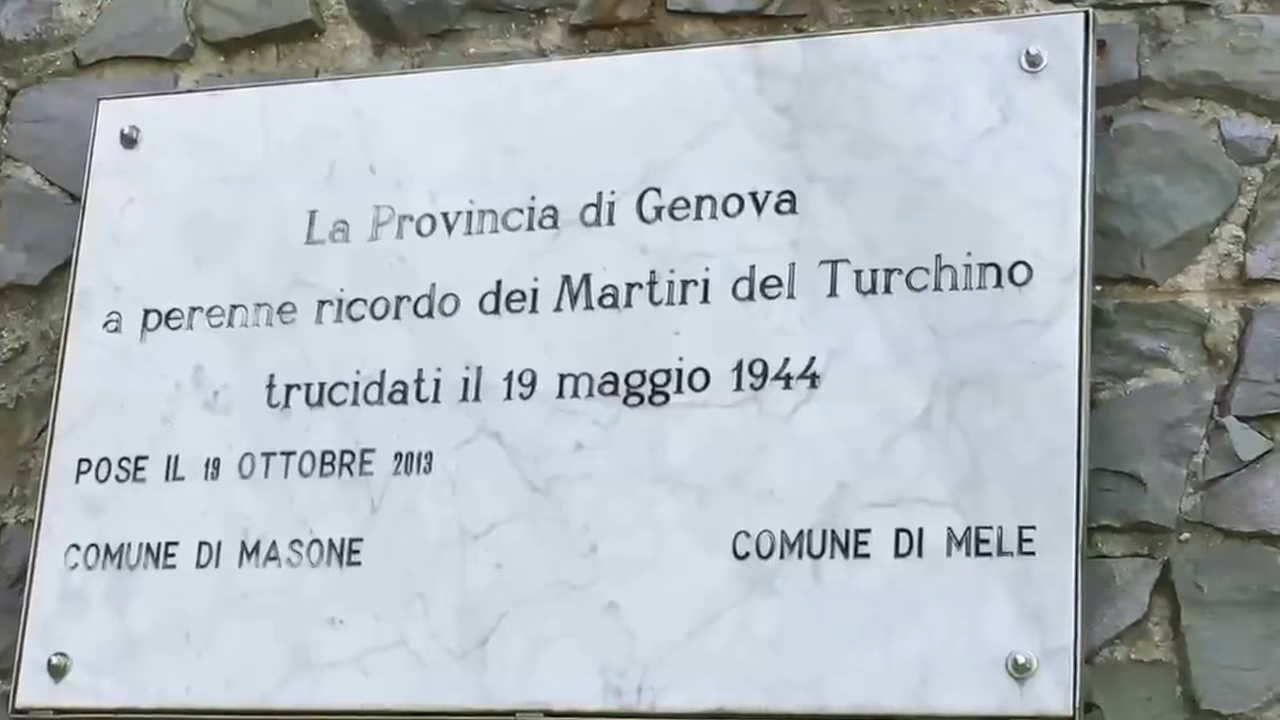 La Provincia di Genova
a perenne ricordo dei Martiri del Turchino
trucidati il 19 maggio 1944
POSE IL 19 OTTOBRE 2013
COMUNE DI MASONE
COMUNE DI MELE